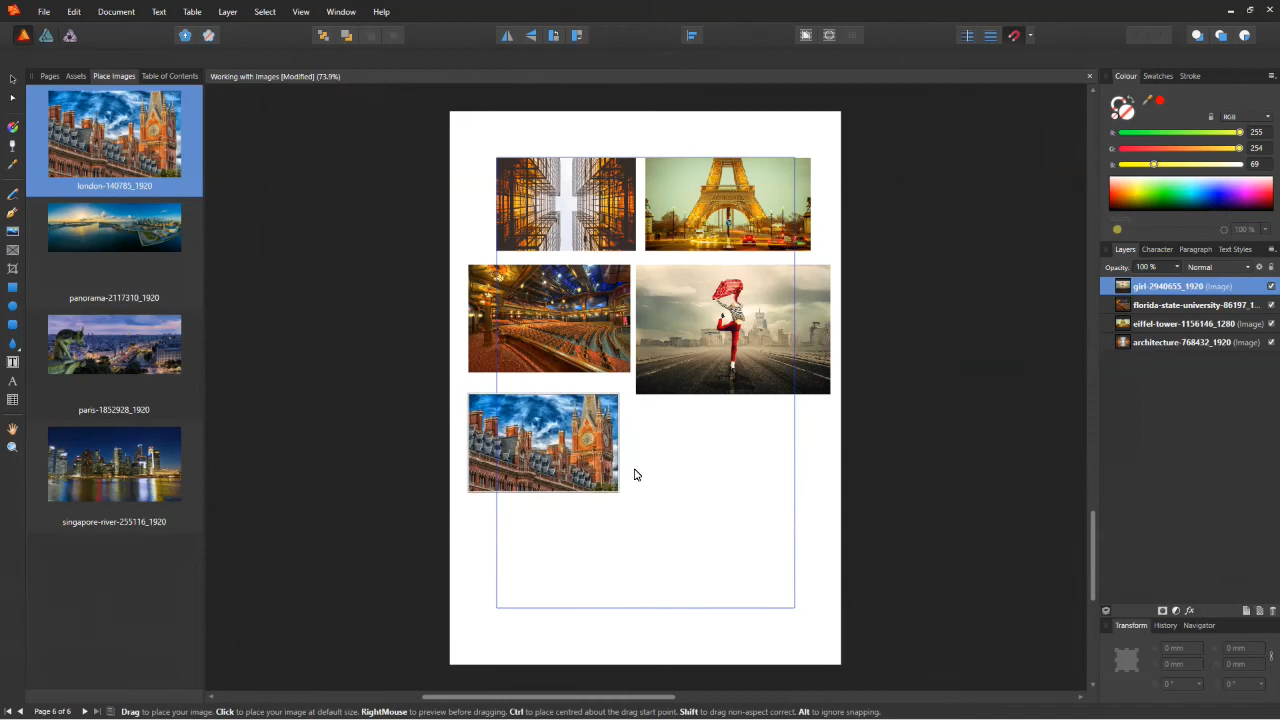 File Edit Document Text Table Layer Select View Window Help
Pages Assets Place Images Table of Contents
Working with Images [Modified] (73.9%)
london-140785_1920
panorama-2117310_1920
paris-1852928_1920
singapore-river-255116_1920
Colour Swatches Stroke
RGB
R: 255
G: 254
B: 69
100 %
Layers Character Paragraph Text Styles
Opacity: 100 % Normal
girl-2940655_1920 (Image)
florida-state-university-86197_1...
eiffel-tower-1156146_1280 (Image)
architecture-768432_1920 (Image)
fx
Transform History Navigator
X: 0 mm W: 0 mm
Y: 0 mm H: 0 mm
R: 0 ° S: 0 °
Page 6 of 6
Drag to place your image. Click to place your image at default size. RightMouse to preview before dragging. Ctrl to place centred about the drag start point. Shift to drag non-aspect correct. Alt to ignore snapping.